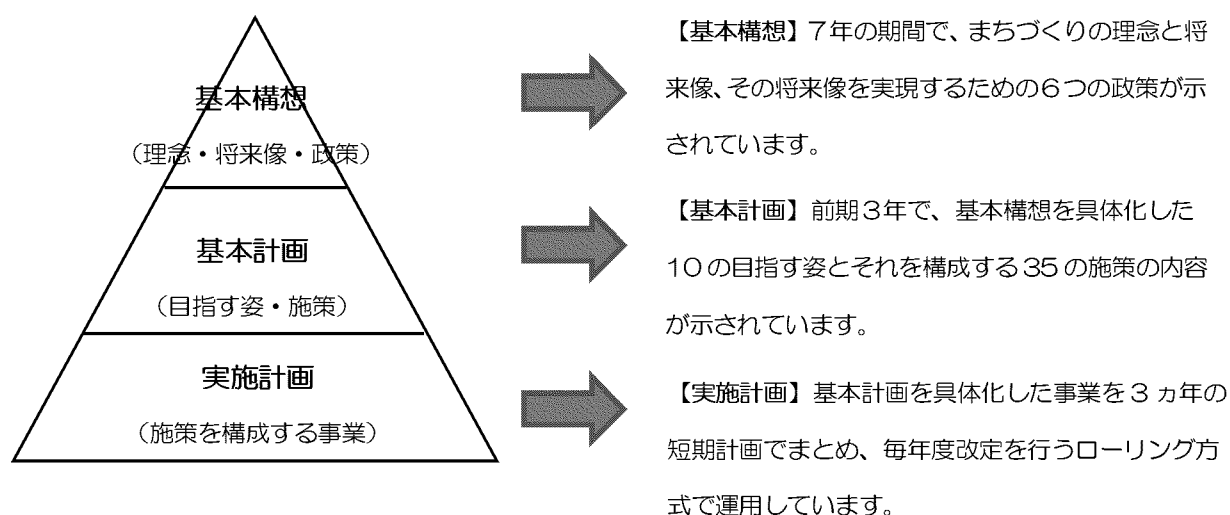 基本構想
（理念・将来像・政策）
基本計画
（目指す姿・施策）
実施計画
（施策を構成する事業）
【基本構想】７年の期間で、まちづくりの理念と将
来像、その将来像を実現するための６つの政策が示
されています。
【基本計画】前期３年で、基本構想を具体化した
10の目指す姿とそれを構成する35の施策の内容
が示されています。
【実施計画】基本計画を具体化した事業を３ヵ年の
短期計画でまとめ、毎年度改定を行うローリング方
式で運用しています。